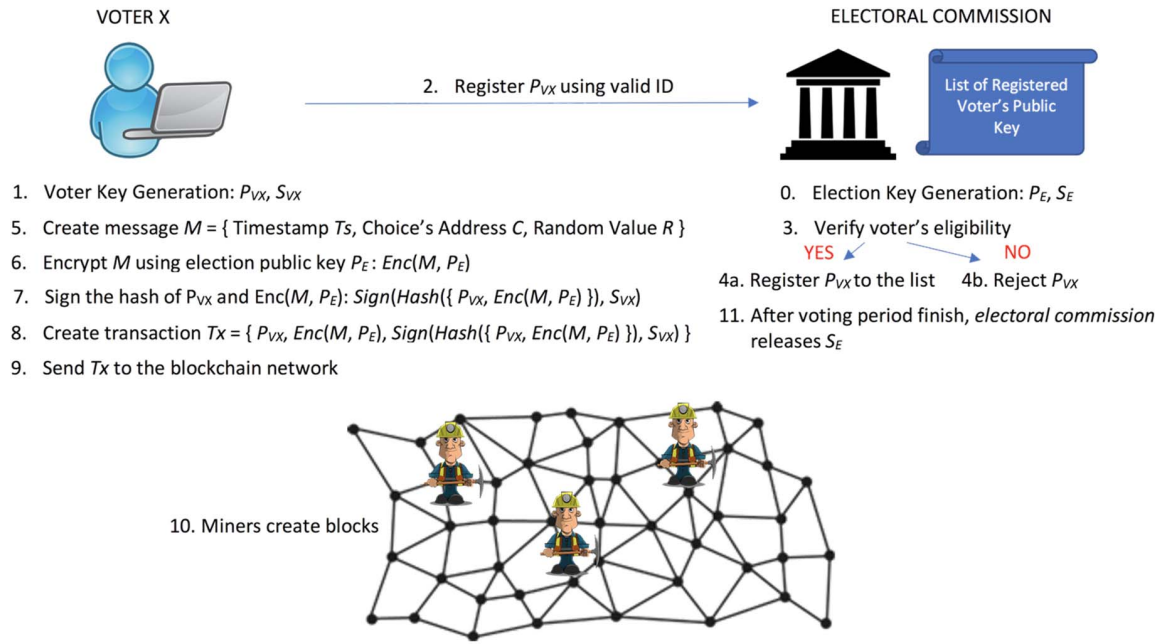 VOTER X
ELECTORAL COMMISSION
2. Register PVX using valid ID
List of Registered
Voter's Public
Key
1. Voter Key Generation: PVX, SVX
5. Create message M = { Timestamp Ts, Choice's Address C, Random Value R }
6. Encrypt M using election public key PE : Enc(M, PE)
7. Sign the hash of PVX and Enc(M, PE): Sign(Hash({ PVX, Enc(M, PE) }), SVX)
8. Create transaction Tx = { PVX, Enc(M, PE), Sign(Hash({ PVX, Enc(M, PE) }), SVX) }
9. Send Tx to the blockchain network
0. Election Key Generation: PE, SE
3. Verify voter's eligibility
YES
NO
4a. Register PVX to the list
4b. Reject PVX
11. After voting period finish, electoral commission
releases SE
10. Miners create blocks